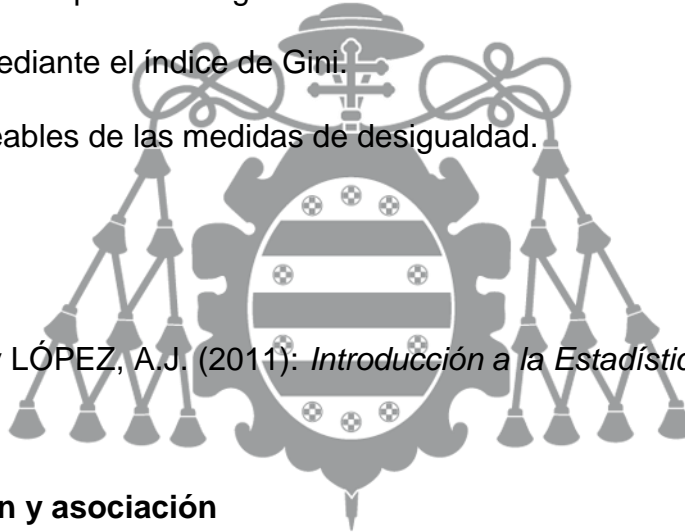 ediante el índice de Gini.
eables de las medidas de desigualdad.
y LÓPEZ, A.J. (2011): Introducción a la Estadístic
n y asociación